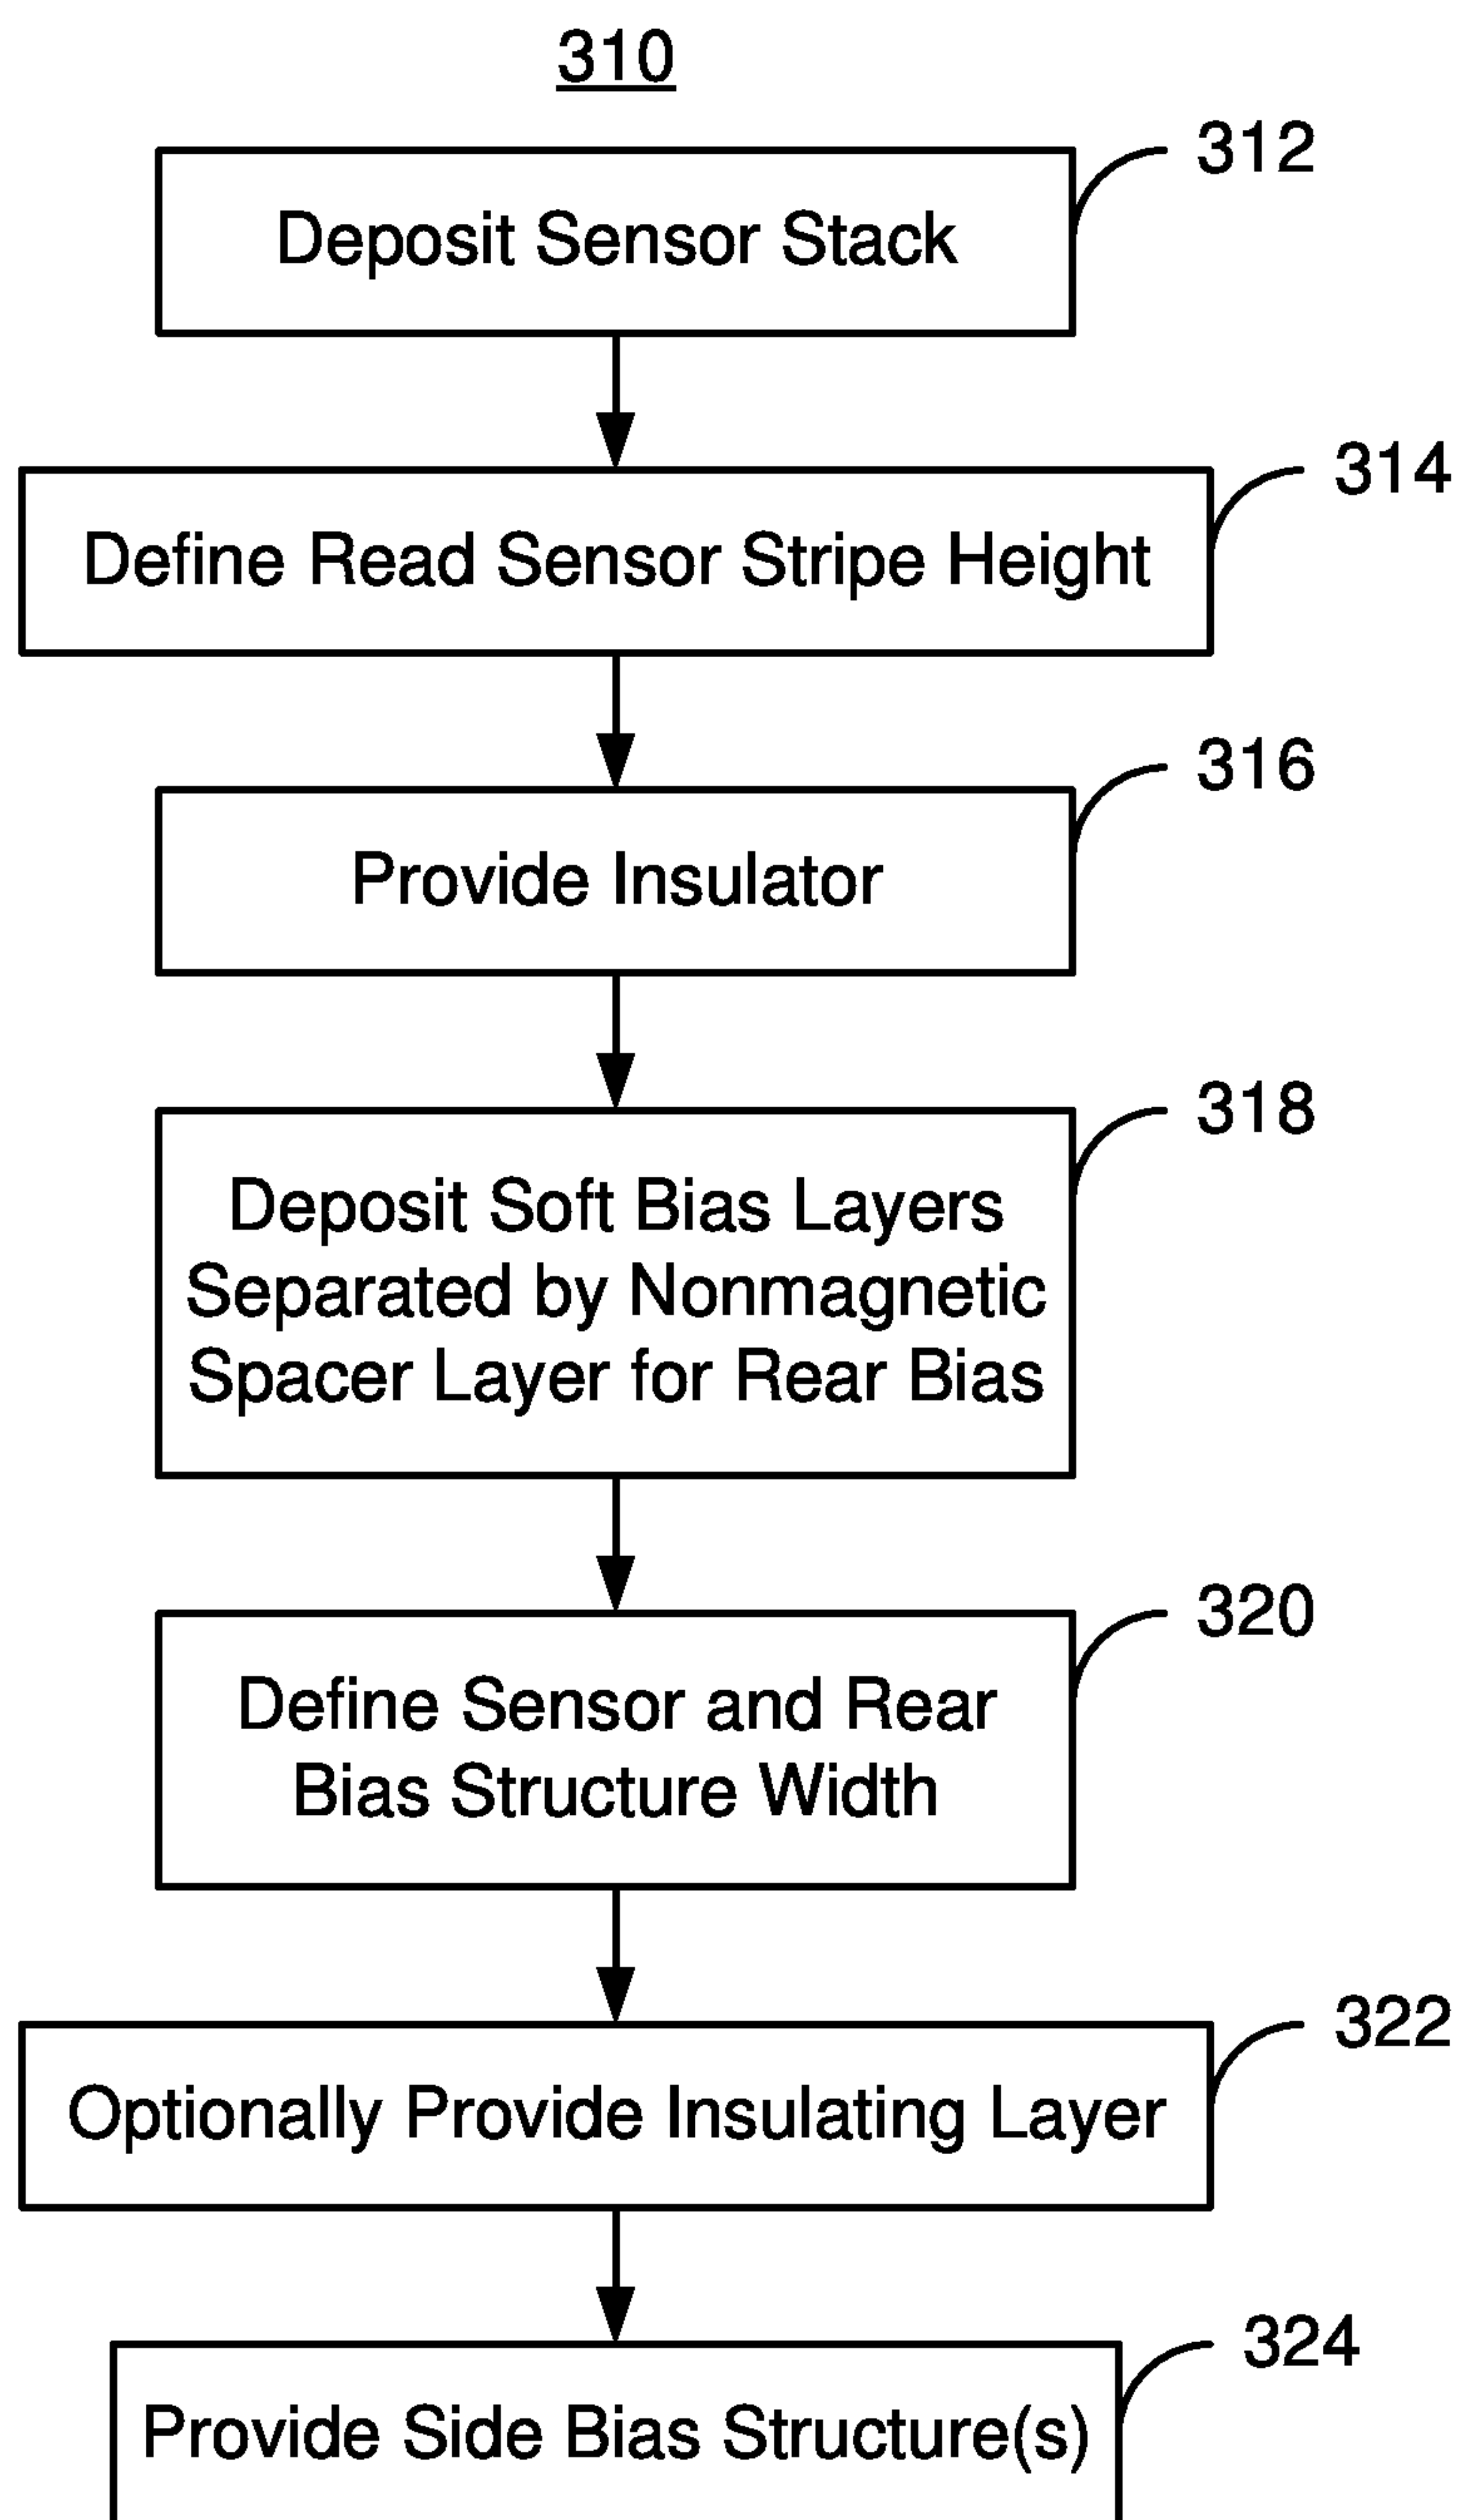 310
312
Deposit Sensor Stack
314
Define Read Sensor Stripe Height
316
Provide Insulator
318
Deposit Soft Bias Layers
Separated by Nonmagnetic
Spacer Layer for Rear Bias
320
Define Sensor and Rear
Bias Structure Width
322
Optionally Provide Insulating Layer
324
Provide Side Bias Structure(s)